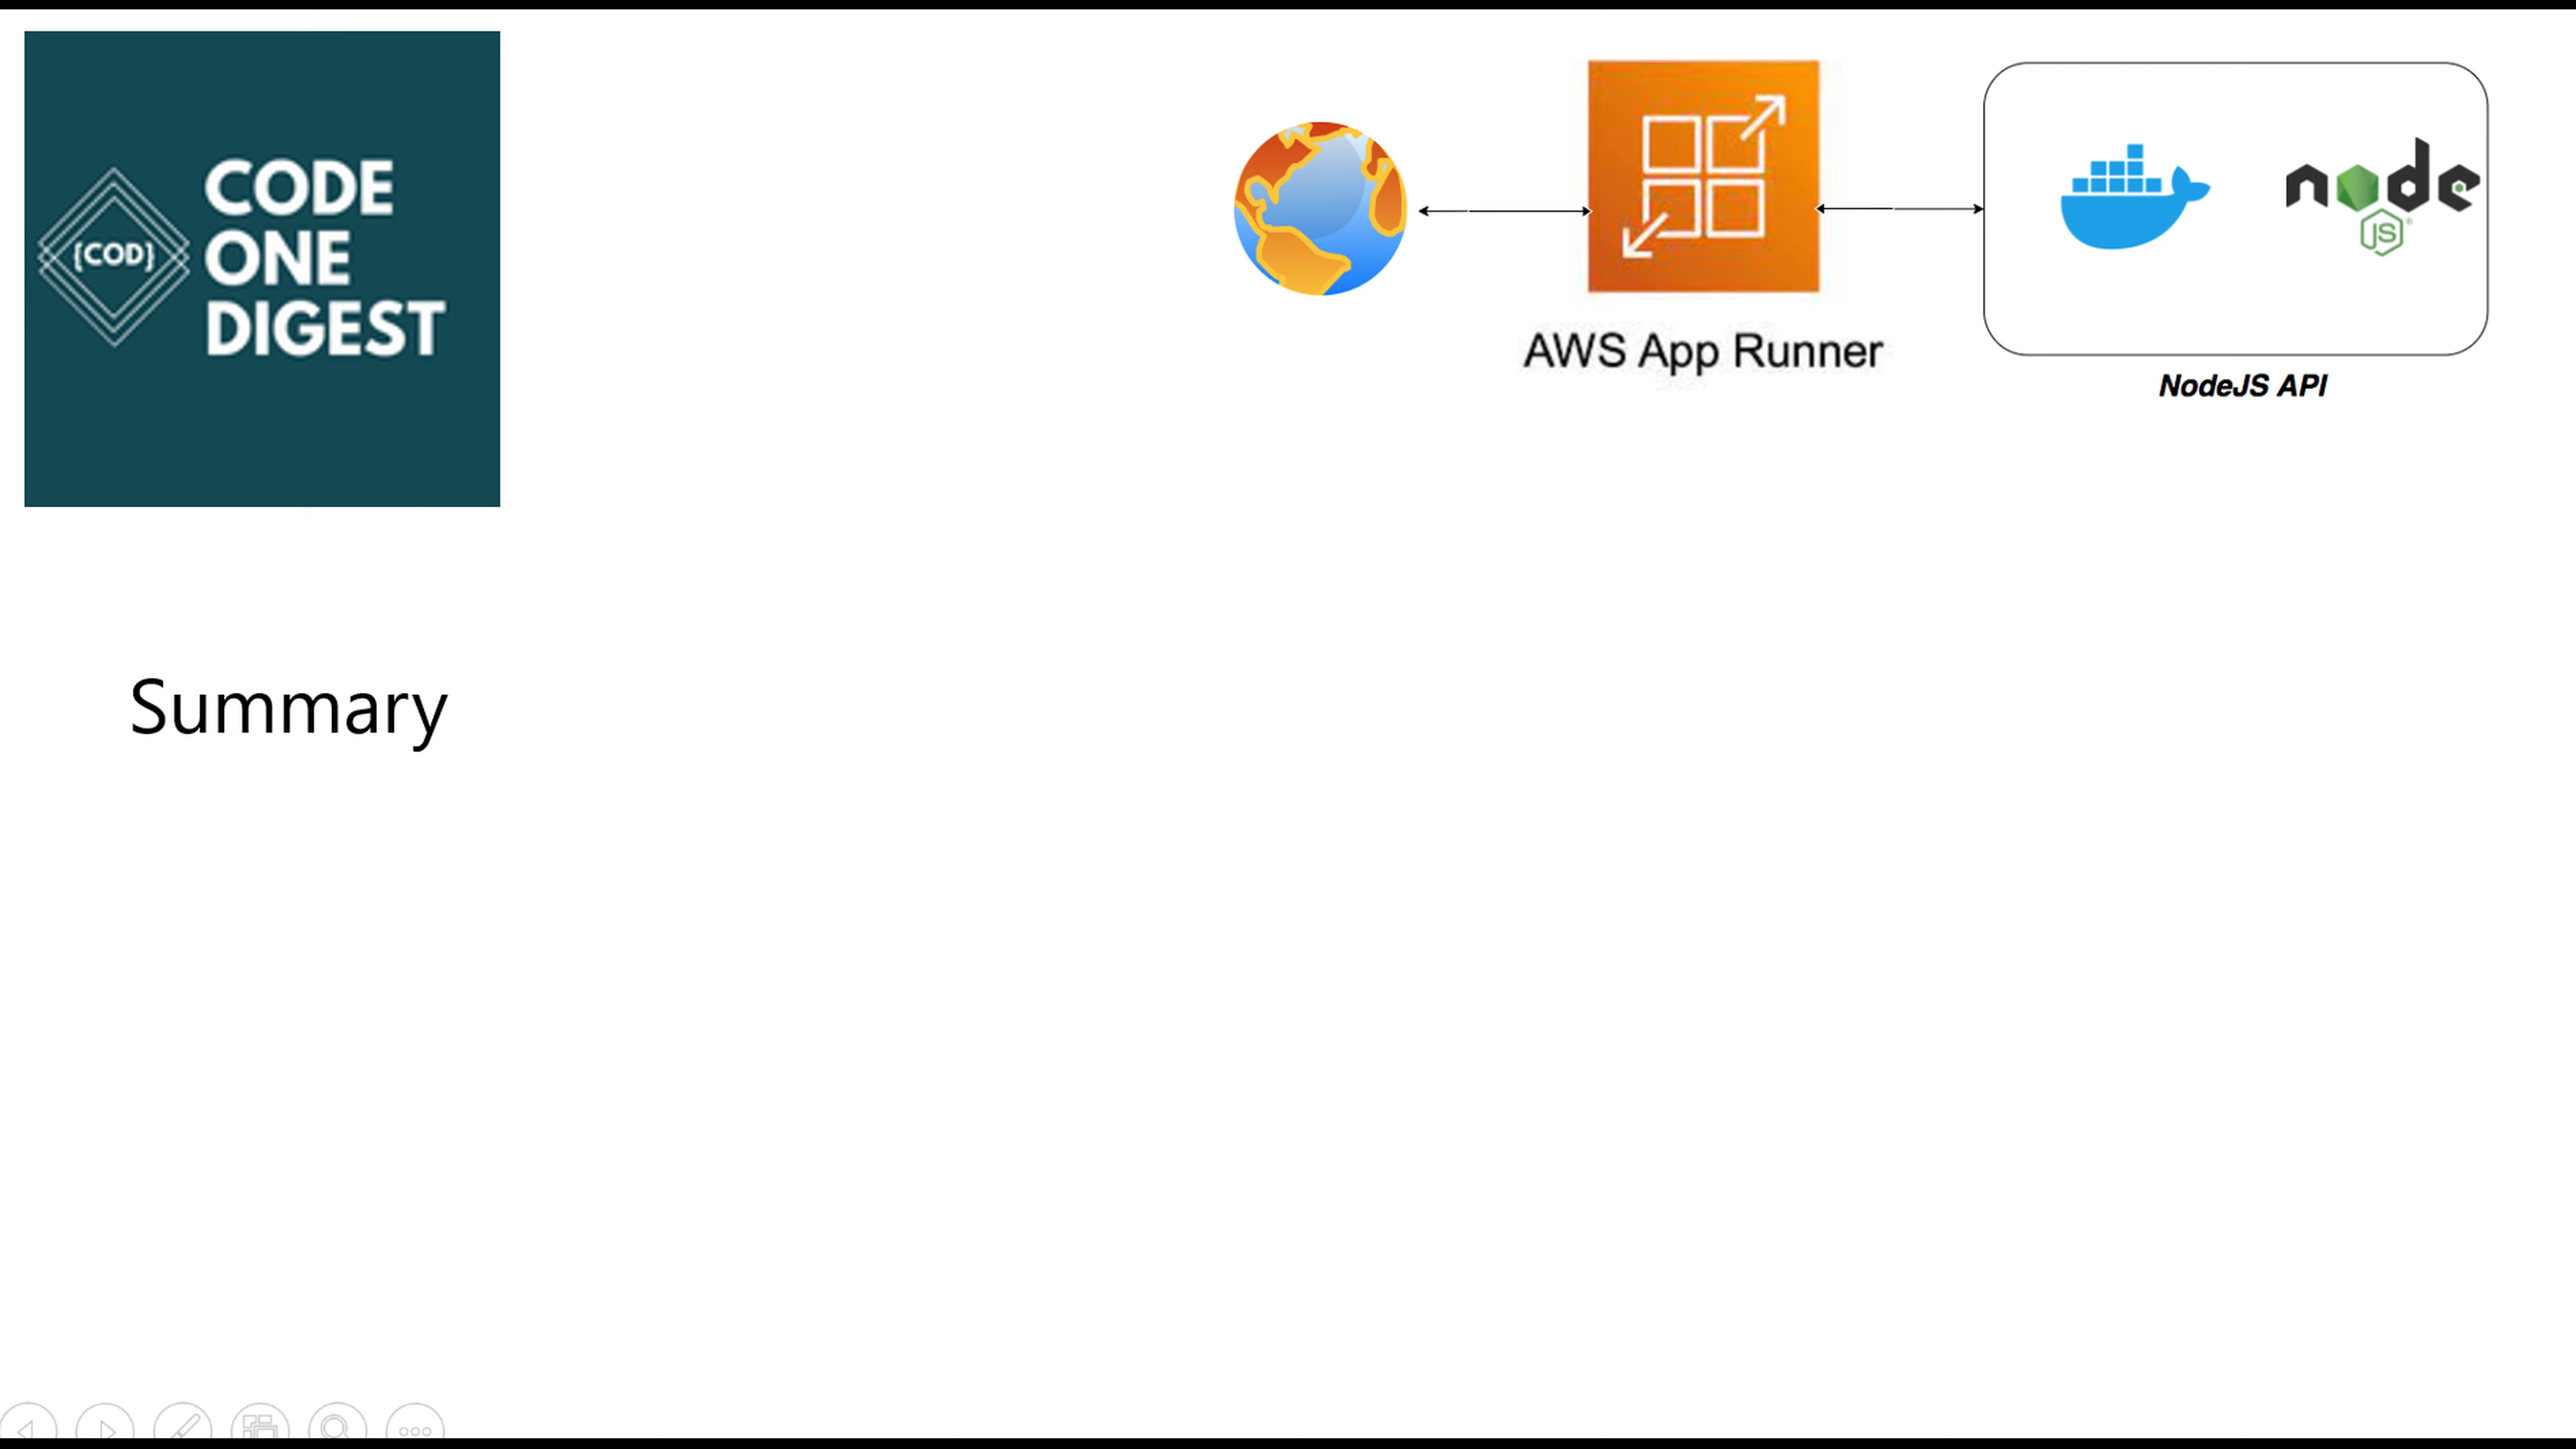 {COD}
CODE
ONE
DIGEST
AWS App Runner
node
JS
NodeJS API
Summary